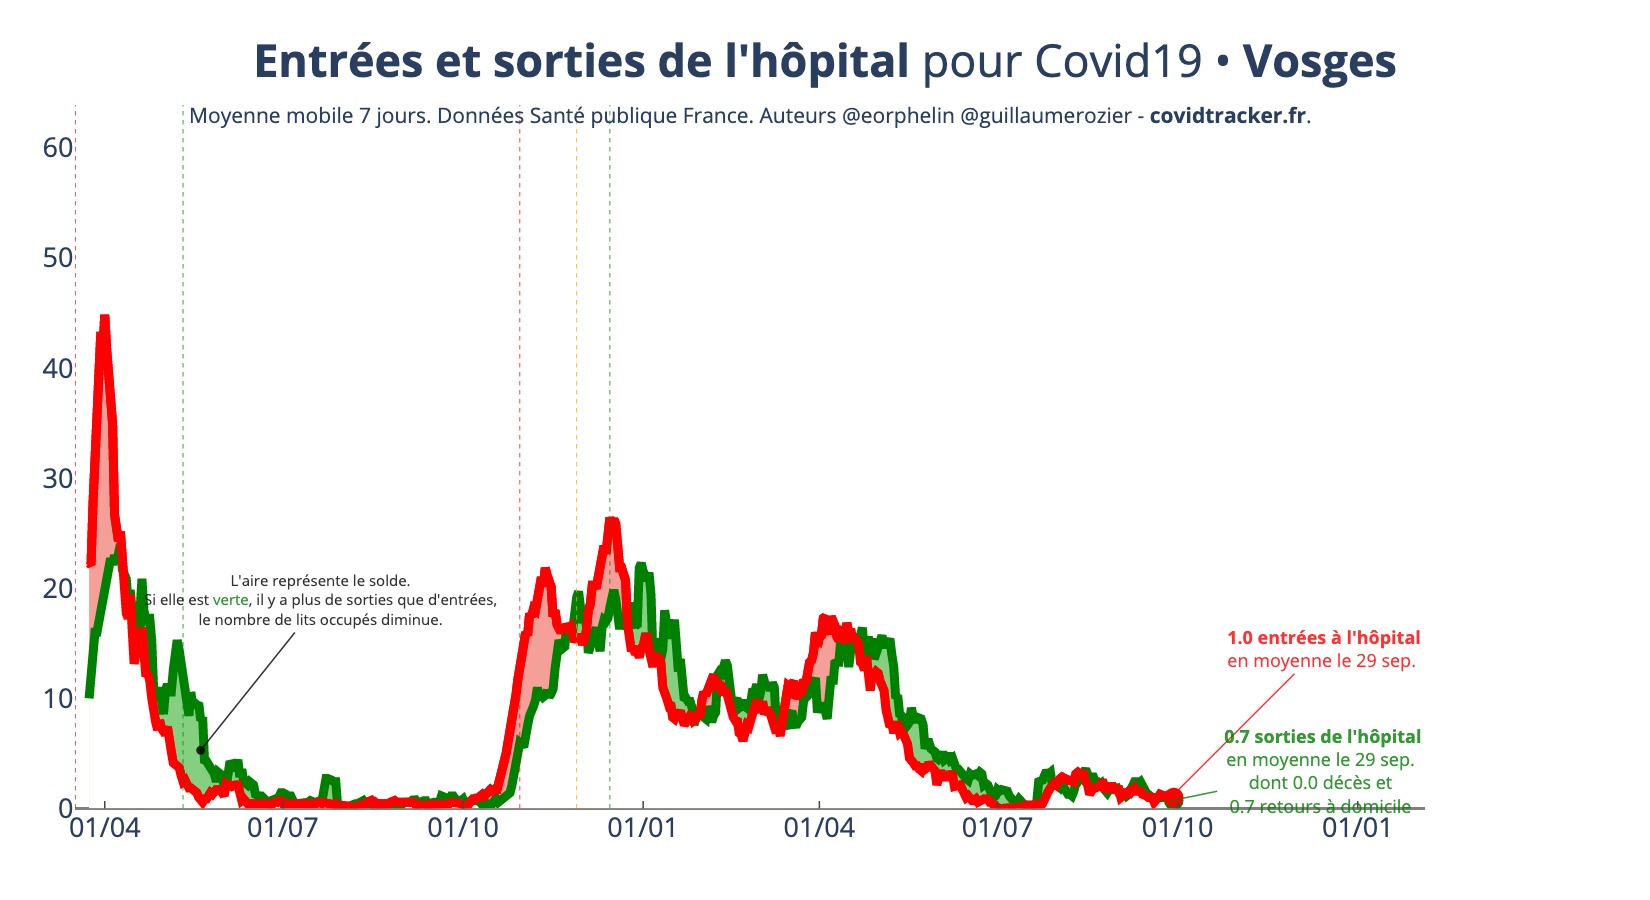 Entrées et sorties de l'hôpital pour Covid19 • Vosges
Moyenne mobile 7 jours. Données Santé publique France. Auteurs @eorphelin @guillaumerozier - covidtracker.fr.
60
50
40
30
20
10
0
L'aire représente le solde.
Si elle est verte, il y a plus de sorties que d'entrées,
le nombre de lits occupés diminue.
1.0 entrées à l'hôpital
en moyenne le 29 sep.
0.7 sorties de l'hôpital
en moyenne le 29 sep.
dont 0.0 décès et
0.7 retours à domicile
01/04 01/07 01/10 01/01 01/04 01/07 01/10 01/01